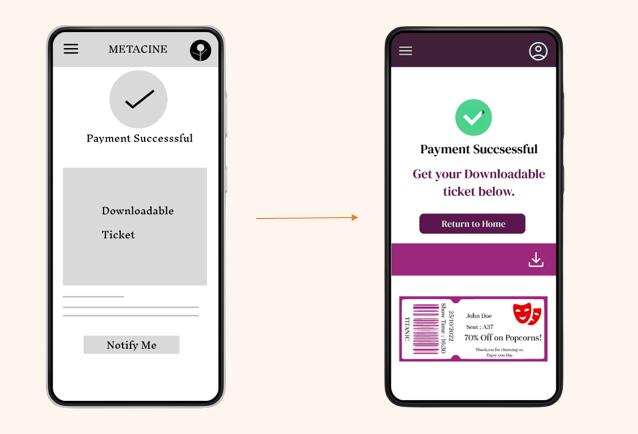 METACINE
Payment Successsful
Downloadable
Ticket
Notify Me
Payment Succsessful
Get your Downloadable
ticket below.
Return to Home
TITANIC
Show Time : 16:30
25/10/2022
John Doe
Seat : A37
70% Off on Popcorns!
Thankyou for choosing us.
Enjoy you Day.